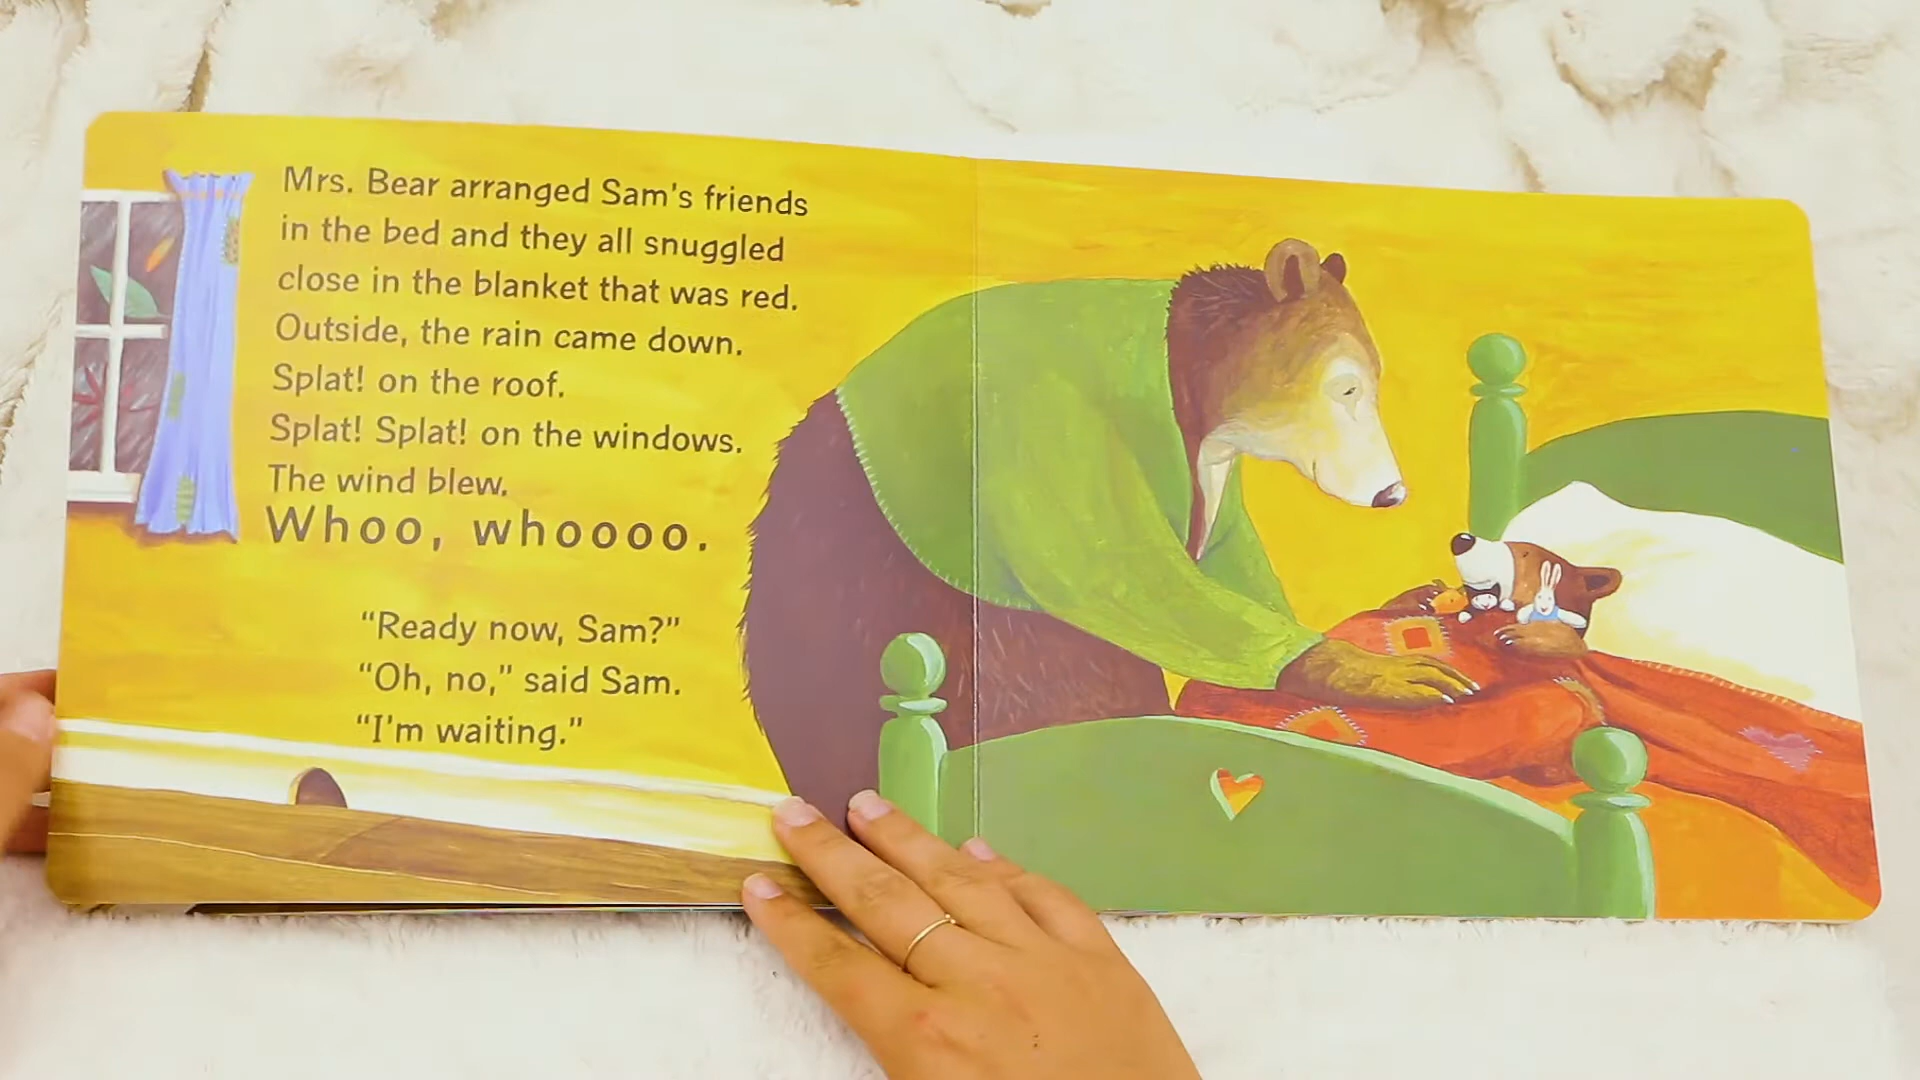 Mrs. Bear arranged Sam's friends
in the bed and they all snuggled
close in the blanket that was red.
Outside, the rain came down.
Splat! on the roof.
Splat! Splat! on the windows.
The wind blew.
Whoo, whoooo.
“Ready now, Sam?”
“Oh, no,” said Sam.
“I'm waiting.”